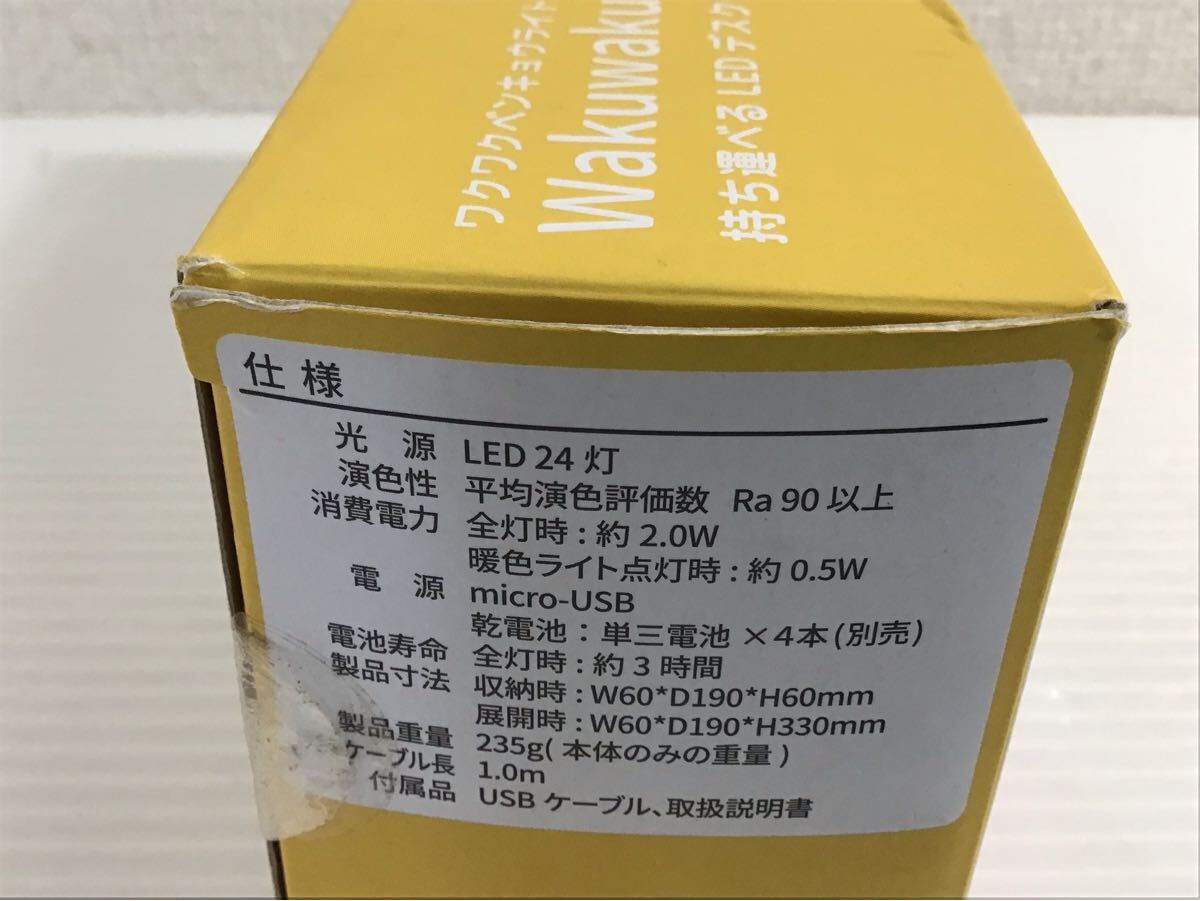 ワクワクベンキョウライト
Wakuwaku
持ち運べる LED デスク
仕 様
光 源 LED 24 灯
演色性 平均演色評価数 Ra 90 以上
消費電力 全灯時 : 約 2.0W
暖色ライト点灯時 : 約 0.5W
電 源 micro-USB
乾電池 : 単三電池 ×4本 (別売)
電池寿命 全灯時 : 約 3 時間
製品寸法 収納時 : W60*D190*H60mm
展開時 : W60*D190*H330mm
製品重量 235g( 本体のみの重量 )
ケーブル長 1.0m
付属品 USB ケーブル、取扱説明書